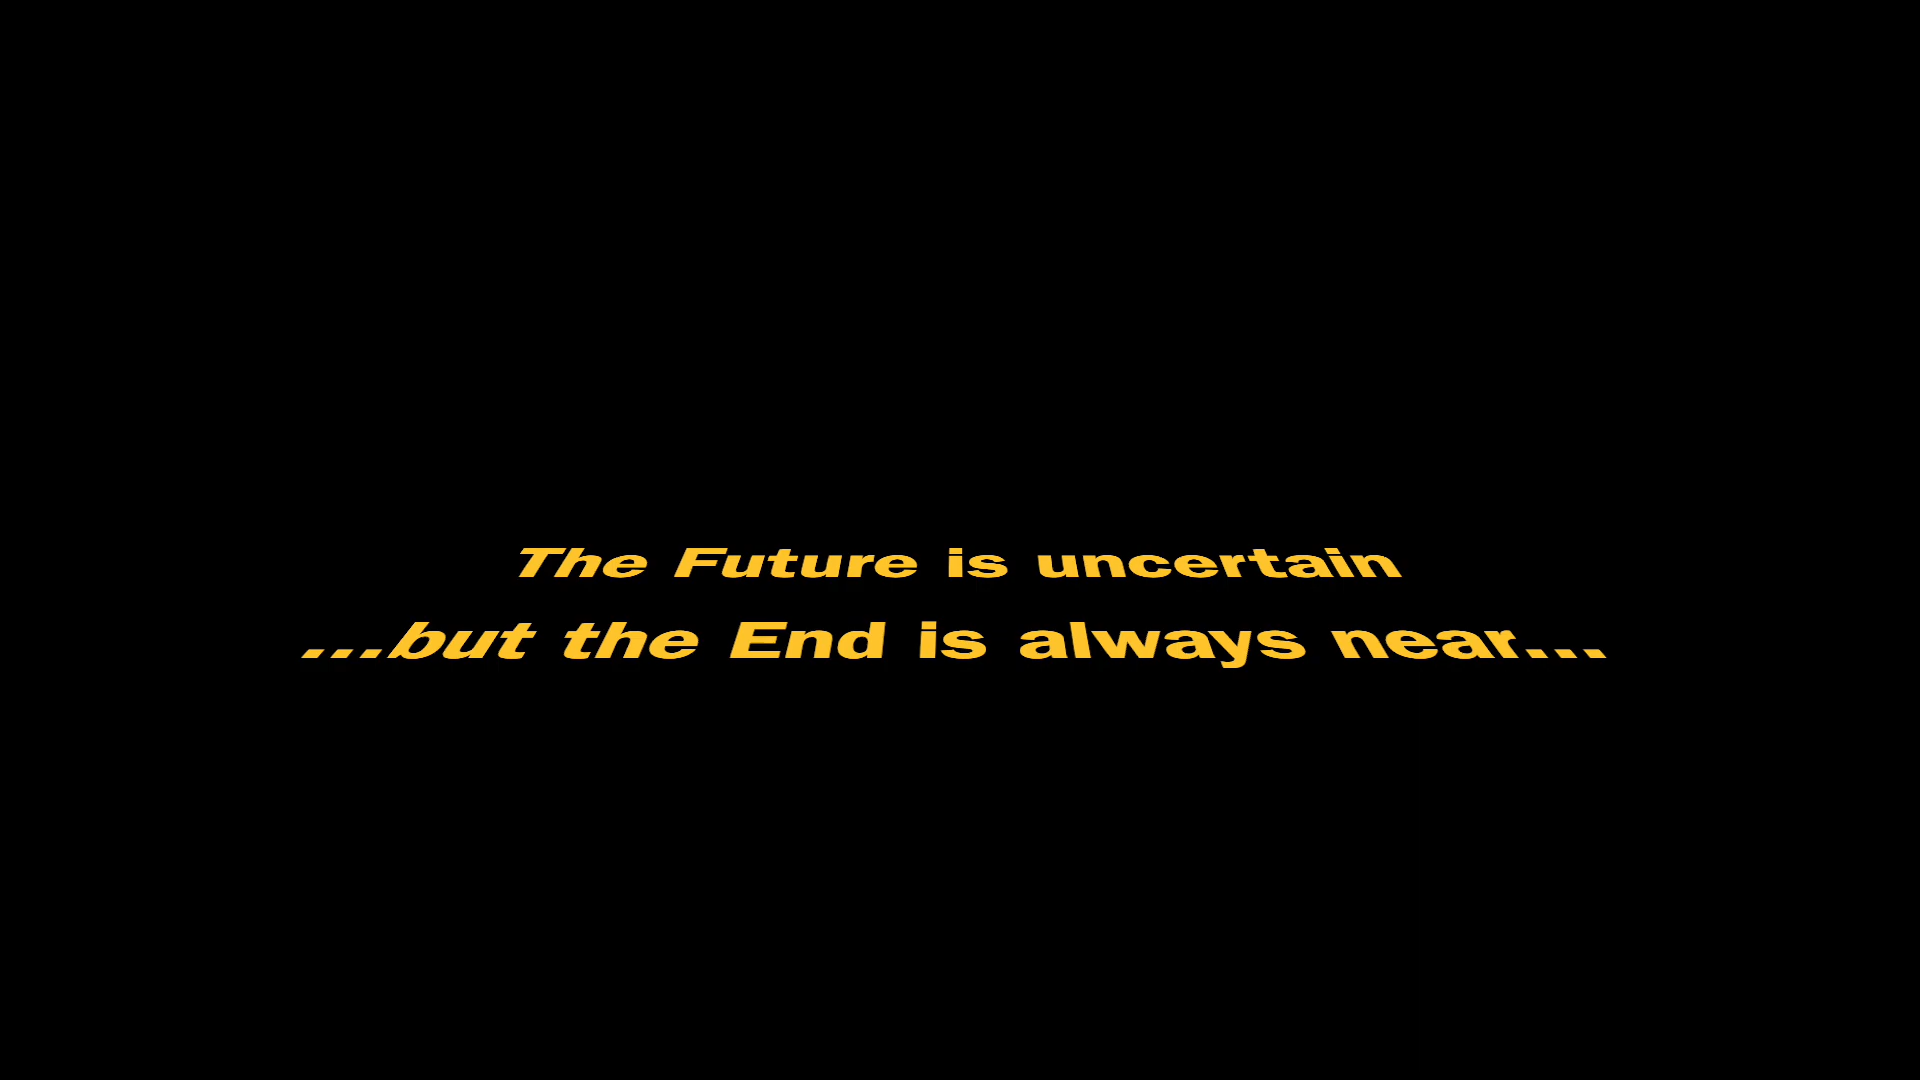 The Future is uncertain
...but the End is always near...